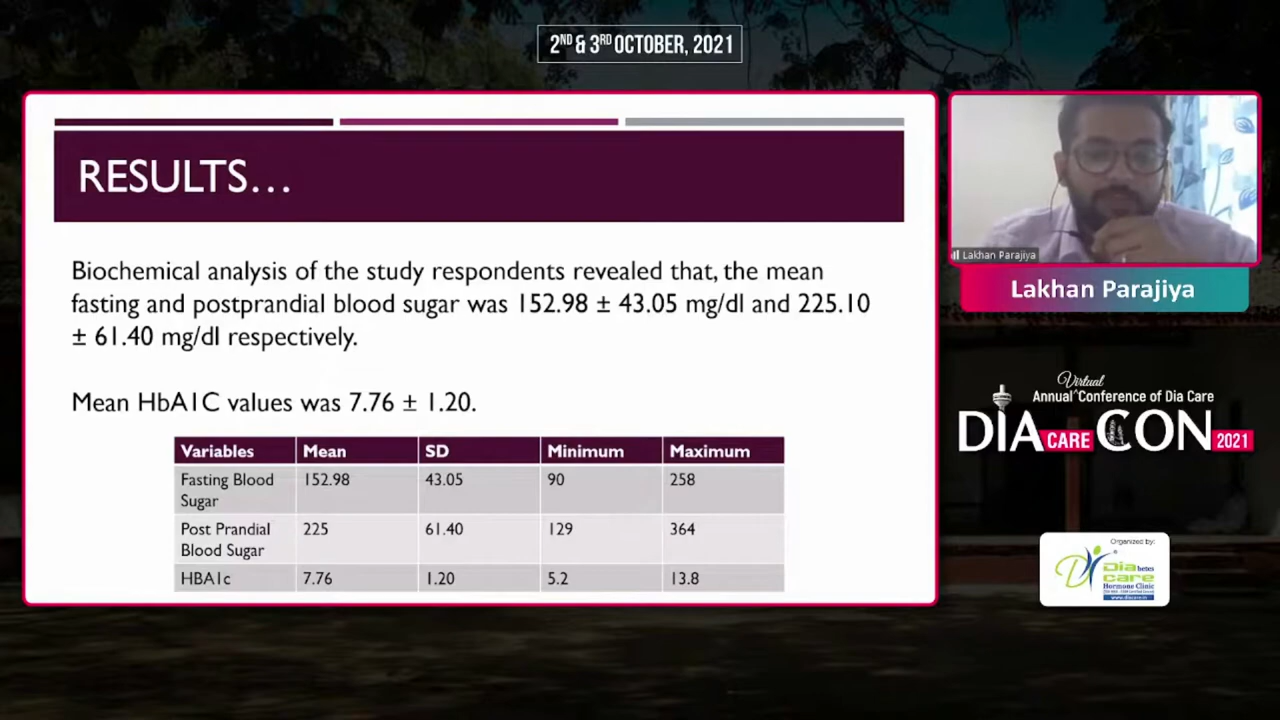 2ND & 3RD OCTOBER, 2021
RESULTS...
Biochemical analysis of the study respondents revealed that, the mean
fasting and postprandial blood sugar was 152.98 ± 43.05 mg/dl and 225.10
± 61.40 mg/dl respectively.
Mean HbA1C values was 7.76 ± 1.20.
Variables Mean SD Minimum Maximum
Fasting Blood 152.98 43.05 90 258
Sugar
Post Prandial 225 61.40 129 364
Blood Sugar
HBA1c 7.76 1.20 5.2 13.8
Lakhan Parajiya
Lakhan Parajiya
Virtual
Annual ^ Conference of Dia Care
DIA CARE CON 2021
Organized by:
Diabetes
care
Hormone Clinic
www.diacare.in